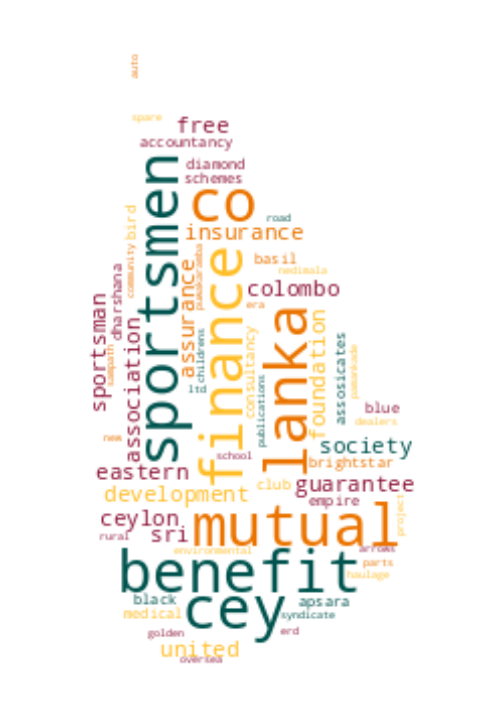 auto
spare
free
accountancy
diamond
schemes
sportsmen
co
road
bird
insurance
community
puwakaramba
basil
nedimala
assurance
finance
dharshana
colombo
sportsman
era
lanka
foundation
association
childrens
consultancy
assosicates
pamankade
sampath
publications
ltd
blue
dealers
new
society
school
brightstar
eastern
club
guarantee
development
empire
project
ceylon
mutual
sri
rural
environmental
arrows
benefit
parts
haulage
black
cey
apsara
medical
syndicate
golden
erd
united
oversea